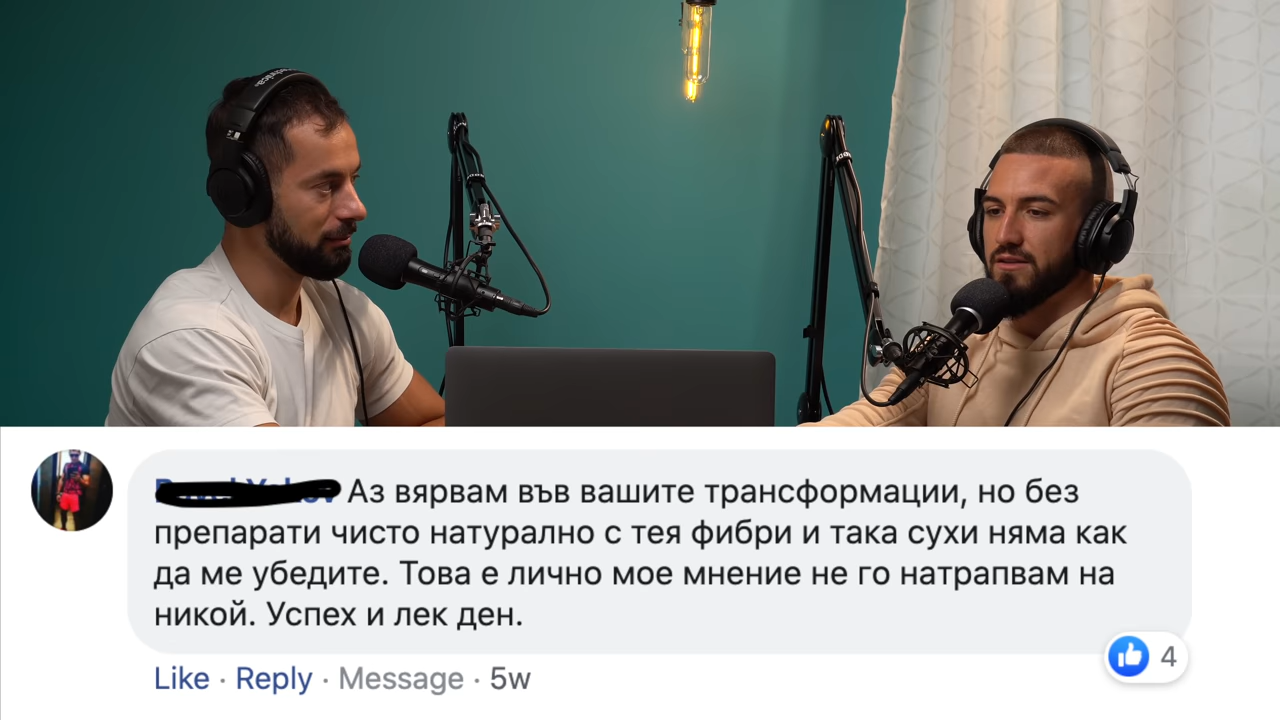 Аз вярвам във вашите трансформации, но без
препарати чисто натурално с тея фибри и така сухи няма как
да ме убедите. Това е лично мое мнение не го натрапвам на
никой. Успех и лек ден.
4
Like · Reply · Message · 5w